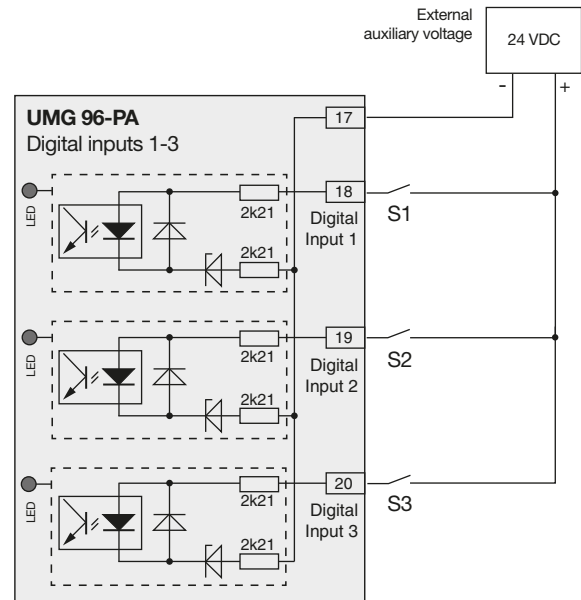 External
auxiliary voltage
24 VDC
- +
UMG 96-PA
Digital inputs 1-3
17
LED
2k21
18
Digital
Input 1
S1
2k21
LED
2k21
19
Digital
Input 2
S2
2k21
LED
2k21
20
Digital
Input 3
S3
2k21